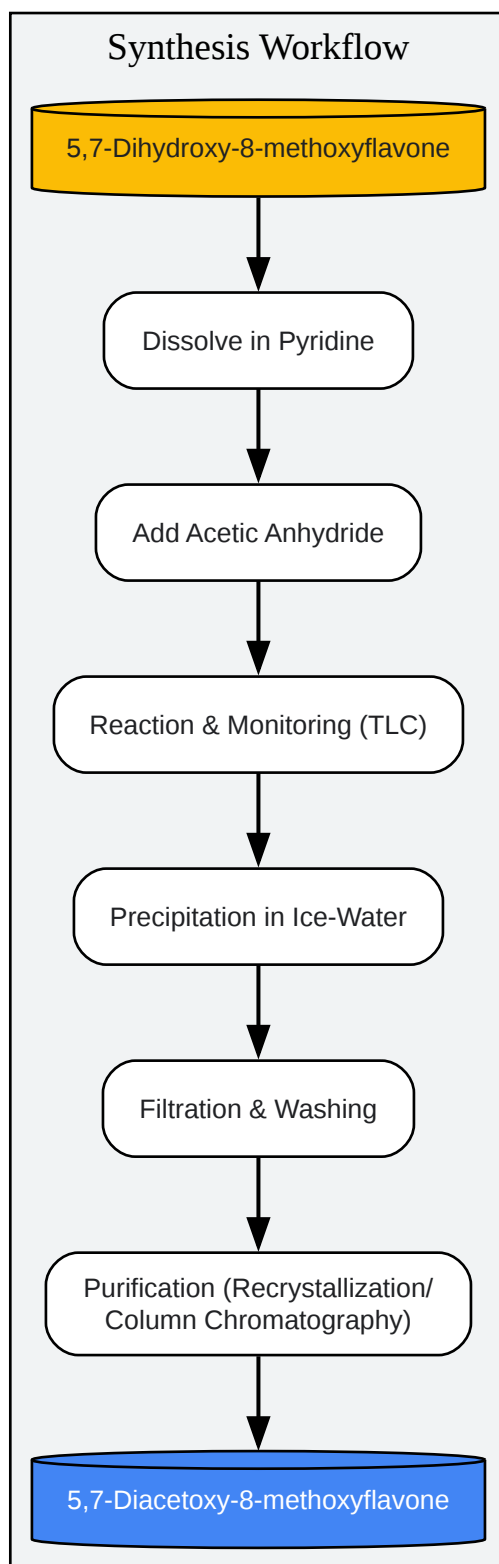 Synthesis Workflow
5,7-Dihydroxy-8-methoxyflavone
Dissolve in Pyridine
Add Acetic Anhydride
Reaction & Monitoring (TLC)
Precipitation in Ice-Water
Filtration & Washing
Purification (Recrystallization/
Column Chromatography)
5,7-Diacetoxy-8-methoxyflavone